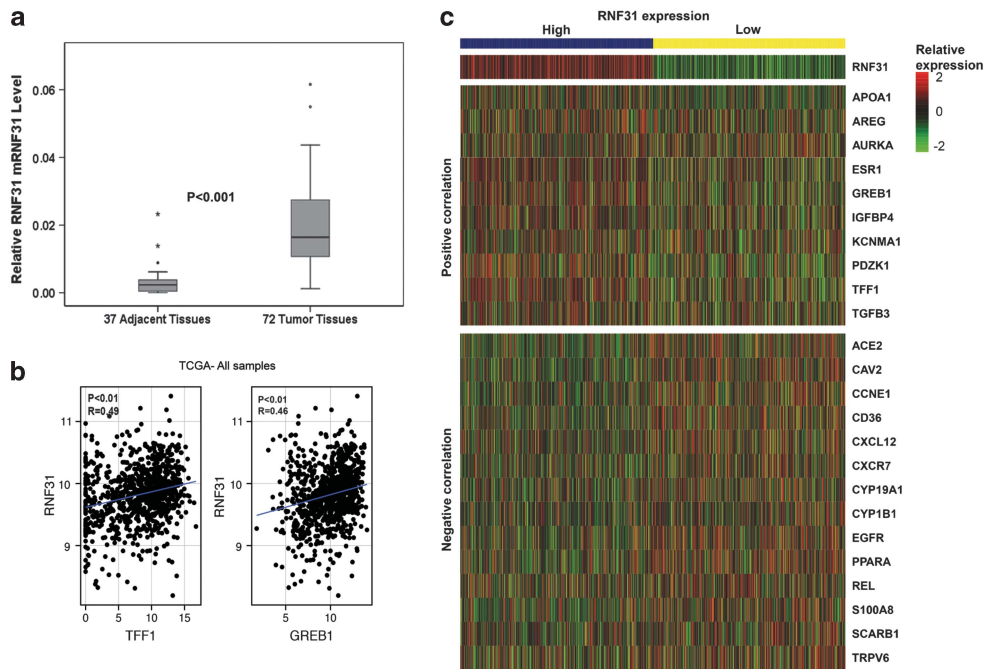 a
Relative RNF31 mRNF31 Level
0.06
0.04
0.02
0.00
P<0.001
37 Adjacent Tissues
72 Tumor Tissues
b
TCGA- All samples
P<0.01
R=0.49
RNF31
11
10
9
0
5
10
15
TFF1
P<0.01
R=0.46
RNF31
11
10
9
5
10
GREB1
c
RNF31 expression
High
Low
RNF31
Relative
expression
2
1
0
-1
-2
Positive correlation
APOA1
AREG
AURKA
ESR1
GREB1
IGFBP4
KCNMA1
PDZK1
TFF1
TGFB3
Negative correlation
ACE2
CAV2
CCNE1
CD36
CXCL12
CXCR7
CYP19A1
CYP1B1
EGFR
PPARA
REL
S100A8
SCARB1
TRPV6